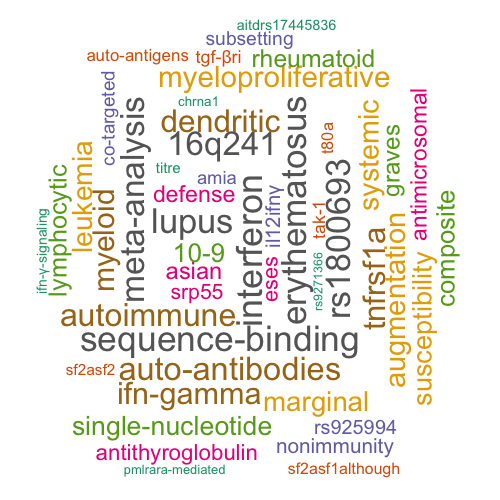 aitdrs17445836
subsetting
auto-antigens
tgf-βri
rheumatoid
myeloproliferative
co-targeted
chrna1
dendritic
t80a
antimicrosomal
meta-analysis
16q241
erythematosus
systemic
graves
leukemia
titre
amia
lymphocytic
myeloid
defense
il12ifnγ
rs1800693
composite
lupus
interferon
tak-1
tnfrsf1a
augmentation
susceptibility
ifn-γ-signaling
10-9
asian
eses
rs9271366
srp55
autoimmune
sequence-binding
sf2asf2
auto-antibodies
ifn-gamma
marginal
single-nucleotide
rs925994
nonimmunity
antithyroglobulin
pmlrara-mediated
sf2asf1although